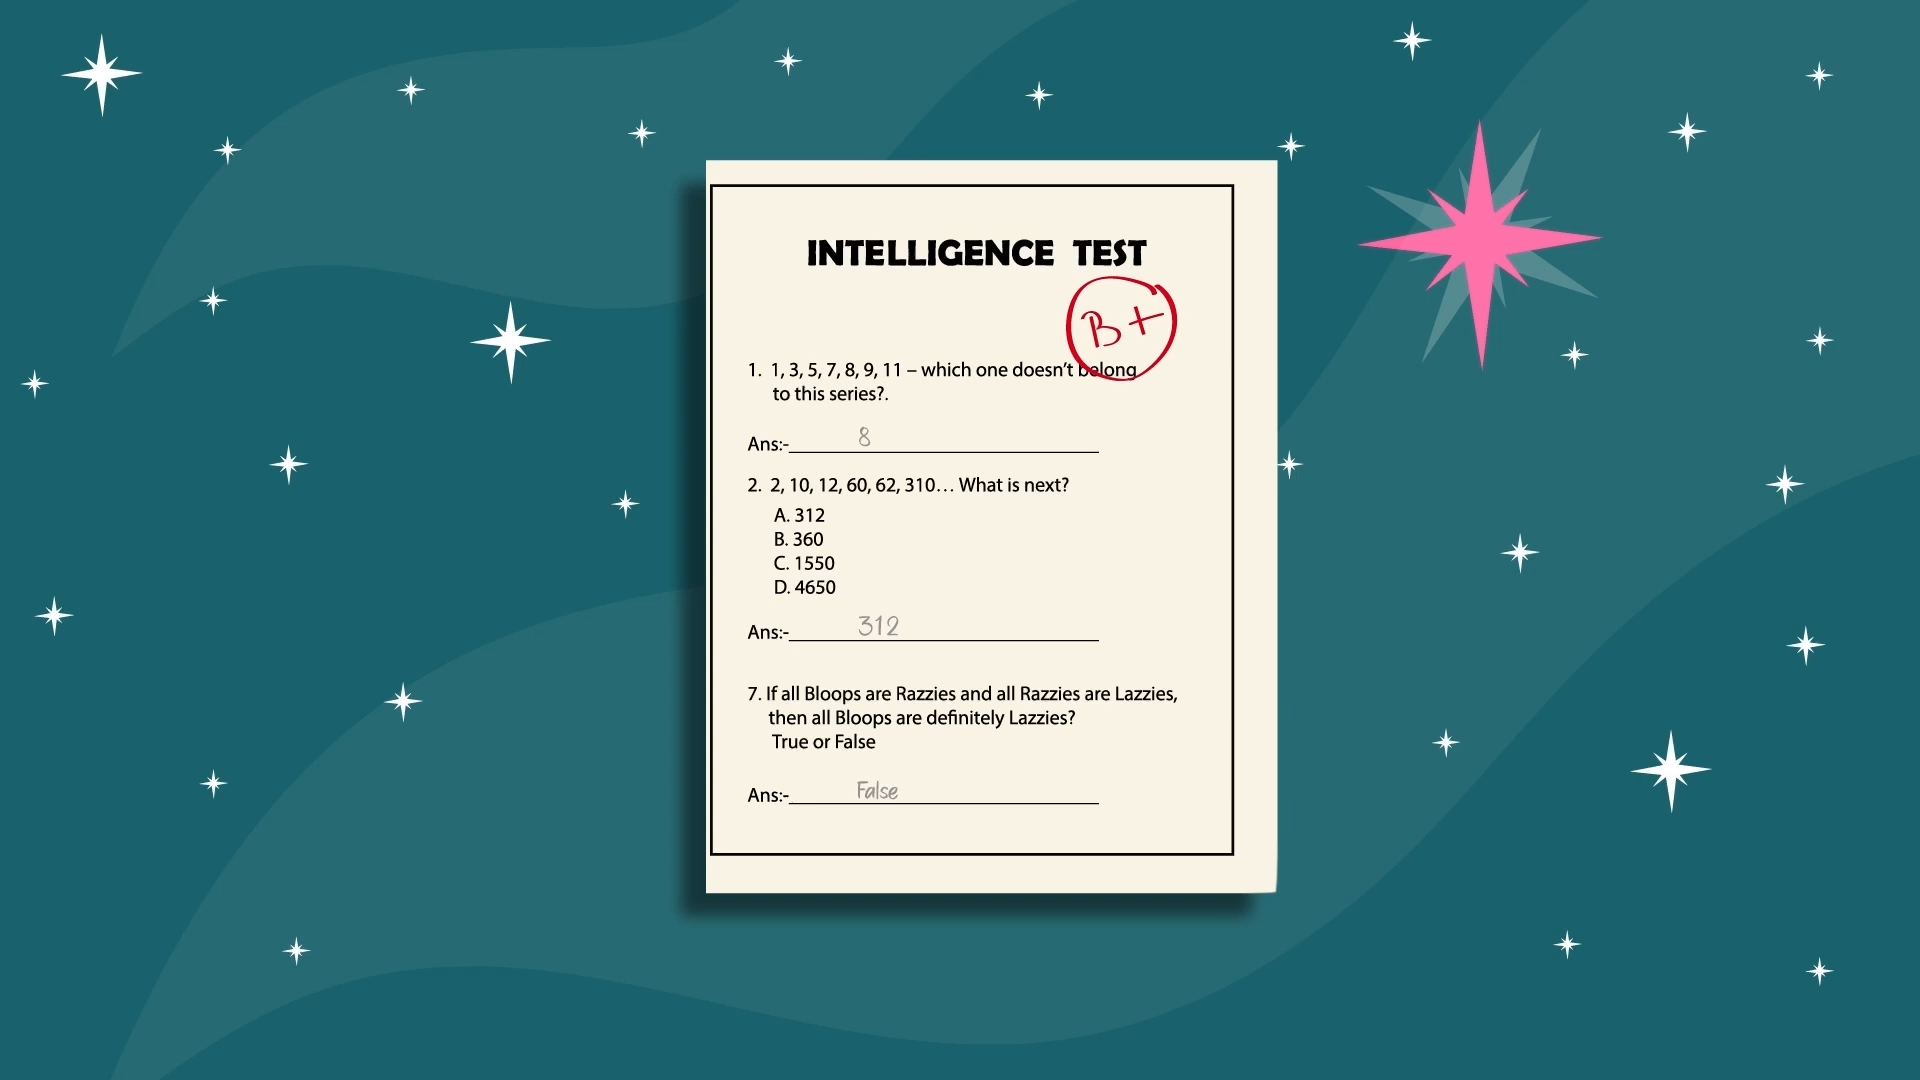 INTELLIGENCE TEST
B+
1. 1, 3, 5, 7, 8, 9, 11 – which one doesn't belong
to this series?.
Ans:- 8
2. 2, 10, 12, 60, 62, 310... What is next?
A. 312
B. 360
C. 1550
D. 4650
Ans:- 312
7. If all Bloops are Razzies and all Razzies are Lazzies,
then all Bloops are definitely Lazzies?
True or False
Ans:- False